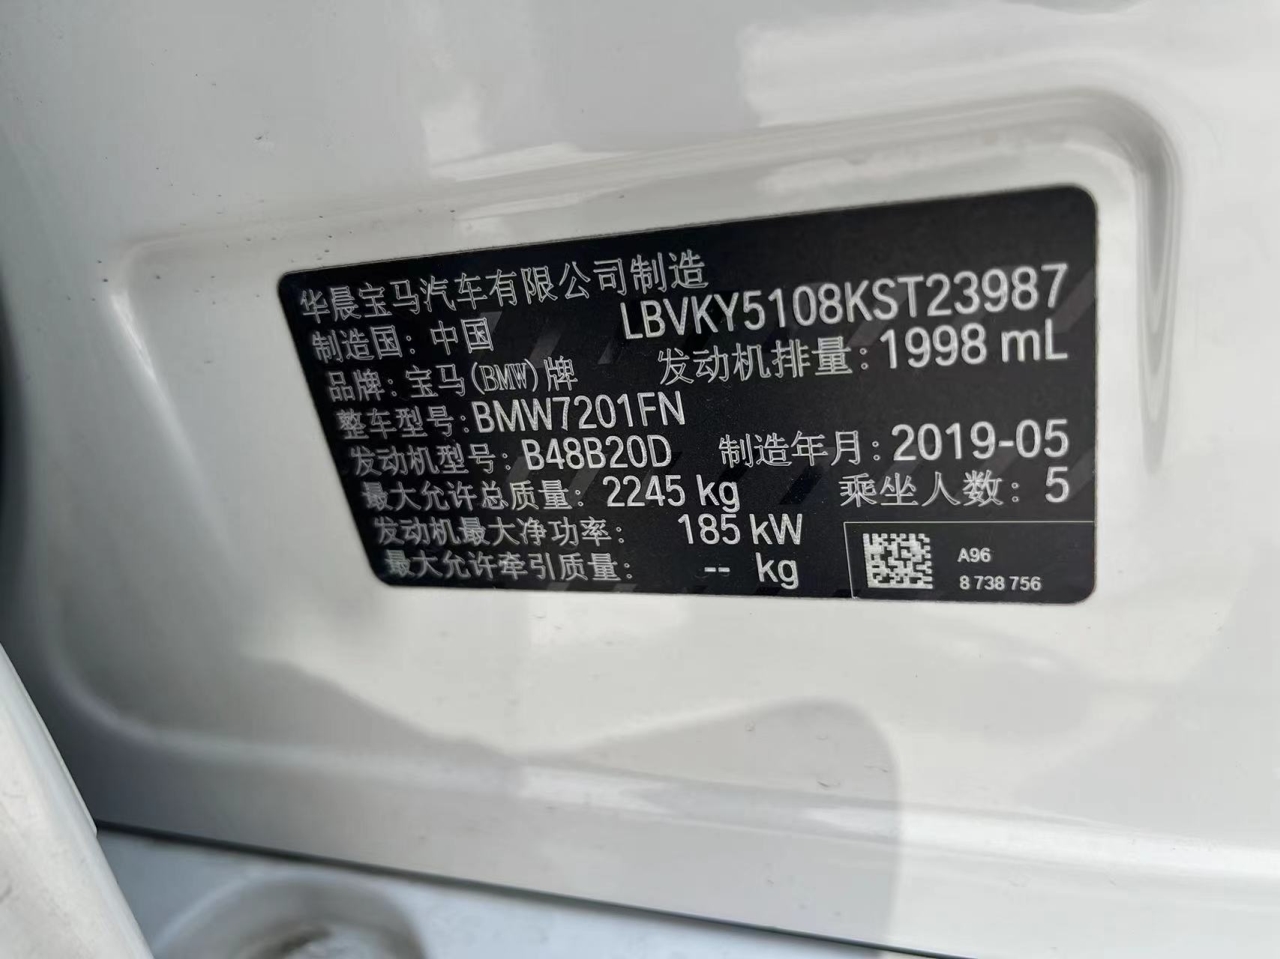 华晨宝马汽车有限公司制造
制造国：中国 LBVKY5108KST23987
品牌：宝马(BMW)牌 发动机排量：1998 mL
整车型号：BMW7201FN
发动机型号：B48B20D 制造年月：2019-05
最大允许总质量：2245 kg 乘坐人数：5
发动机最大净功率：185 kW
最大允许牵引质量：-- kg
A96
8 738 756